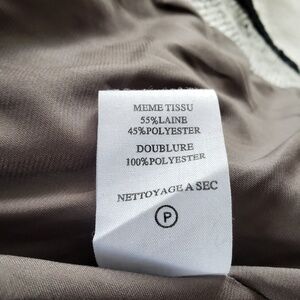 MEME TISSU
55%LAINE
45%POLYESTER
DOUBLURE
100%POLYESTER
NETTOYAGE A SEC
P